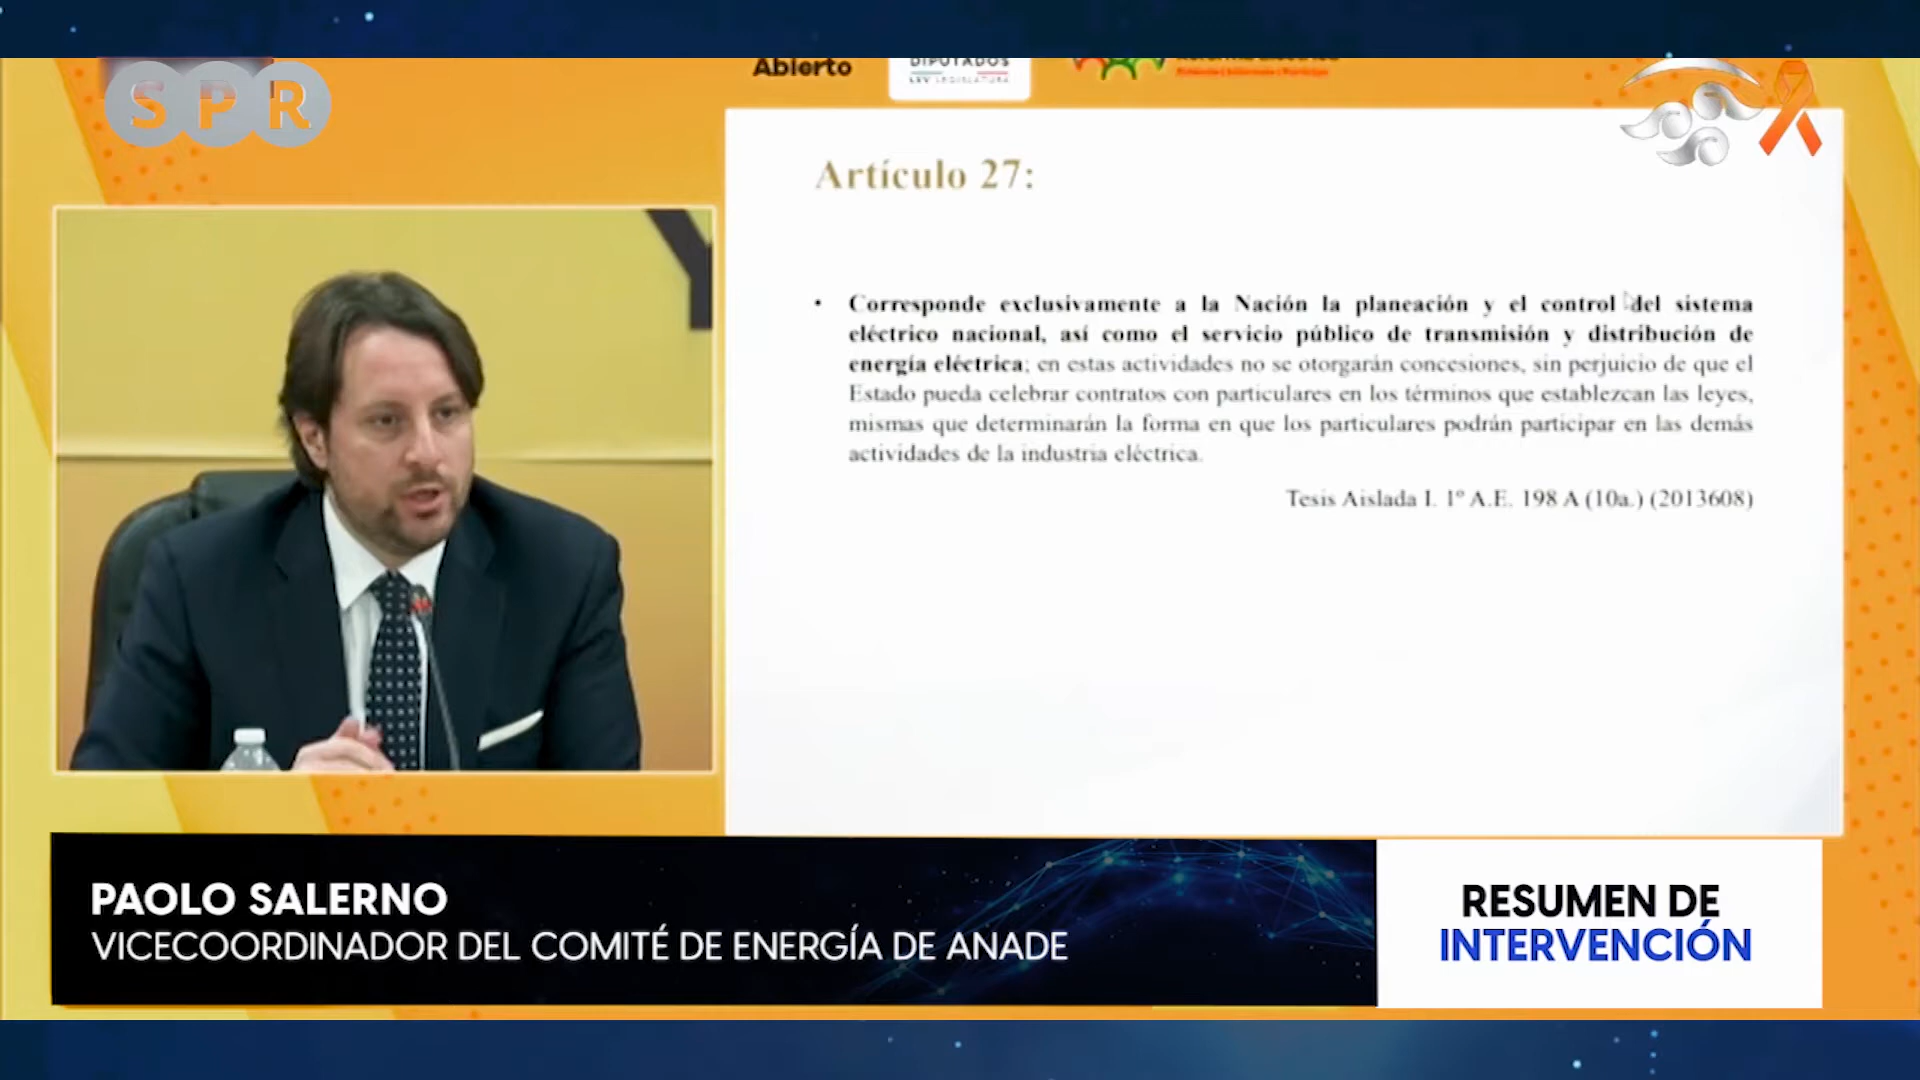 SPR
Abierto
DIPUTADOS
LXV LEGISLATURA
Artículo 27:
• Corresponde exclusivamente a la Nación la planeación y el control del sistema
eléctrico nacional, así como el servicio público de transmisión y distribución de
energía eléctrica; en estas actividades no se otorgarán concesiones, sin perjuicio de que el
Estado pueda celebrar contratos con particulares en los términos que establezcan las leyes,
mismas que determinarán la forma en que los particulares podrán participar en las demás
actividades de la industria eléctrica.
Tesis Aislada I. 1º A.E. 198 A (10a.) (2013608)
PAOLO SALERNO
VICECOORDINADOR DEL COMITÉ DE ENERGÍA DE ANADE
RESUMEN DE
INTERVENCIÓN